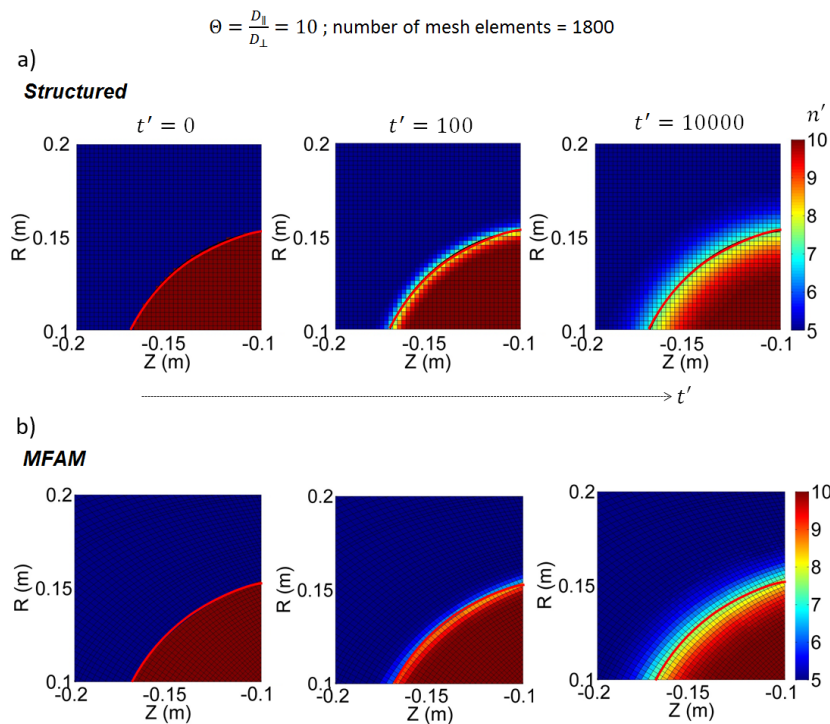 Θ = D∥/D⊥ = 10 ; number of mesh elements = 1800
a)
Structured
t′ = 0
t′ = 100
t′ = 10000
n′
0.2
0.15
0.1
R (m)
-0.2
-0.15
-0.1
Z (m)
0.2
0.15
0.1
R (m)
-0.2
-0.15
-0.1
Z (m)
0.2
0.15
0.1
R (m)
-0.2
-0.15
-0.1
Z (m)
10
9
8
7
6
5
t′
b)
MFAM
0.2
0.15
0.1
R (m)
-0.2
-0.15
-0.1
Z (m)
0.2
0.15
0.1
R (m)
-0.2
-0.15
-0.1
Z (m)
0.2
0.15
0.1
R (m)
-0.2
-0.15
-0.1
Z (m)
10
9
8
7
6
5